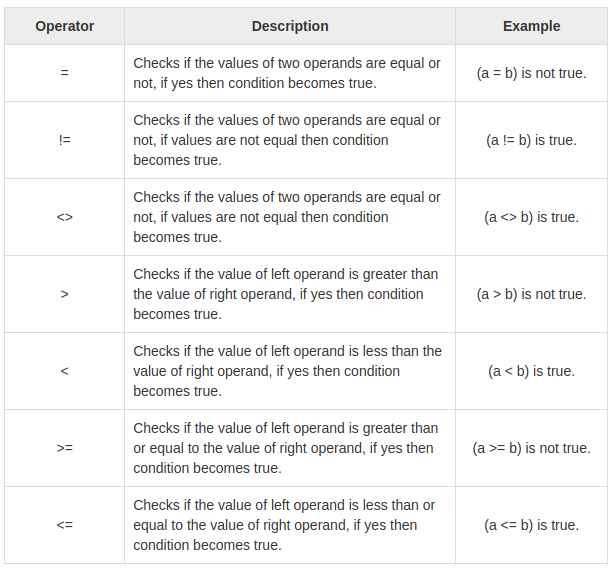 Operator Description Example
= Checks if the values of two operands are equal or not, if yes then condition becomes true. (a = b) is not true.
!= Checks if the values of two operands are equal or not, if values are not equal then condition becomes true. (a != b) is true.
<> Checks if the values of two operands are equal or not, if values are not equal then condition becomes true. (a <> b) is true.
> Checks if the value of left operand is greater than the value of right operand, if yes then condition becomes true. (a > b) is not true.
< Checks if the value of left operand is less than the value of right operand, if yes then condition becomes true. (a < b) is true.
>= Checks if the value of left operand is greater than or equal to the value of right operand, if yes then condition becomes true. (a >= b) is not true.
<= Checks if the value of left operand is less than or equal to the value of right operand, if yes then condition becomes true. (a <= b) is true.